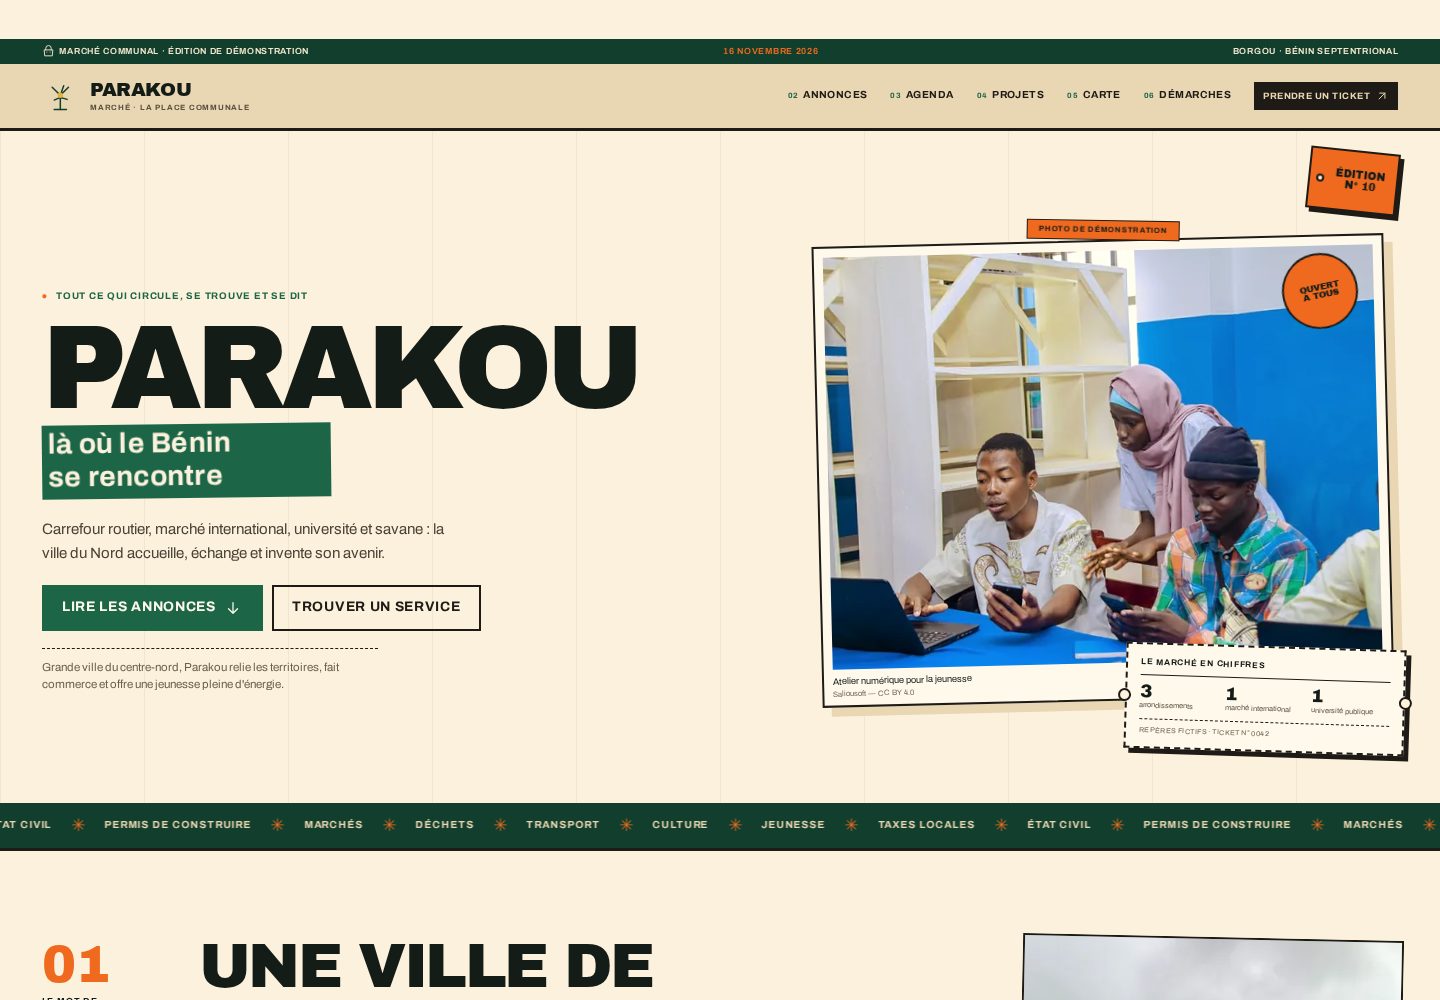 MARCHÉ COMMUNAL · ÉDITION DE DÉMONSTRATION
16 NOVEMBRE 2026
BORGOU · BÉNIN SEPTENTRIONAL
PARAKOU
MARCHÉ · LA PLACE COMMUNALE
02 ANNONCES
03 AGENDA
04 PROJETS
05 CARTE
06 DÉMARCHES
PRENDRE UN TICKET
ÉDITION
N° 10
PHOTO DE DÉMONSTRATION
OUVERT
À TOUS
TOUT CE QUI CIRCULE, SE TROUVE ET SE DIT
PARAKOU
là où le Bénin
se rencontre
Carrefour routier, marché international, université et savane : la
ville du Nord accueille, échange et invente son avenir.
LIRE LES ANNONCES
TROUVER UN SERVICE
Grande ville du centre-nord, Parakou relie les territoires, fait
commerce et offre une jeunesse pleine d'énergie.
Atelier numérique pour la jeunesse
Saliousoft — CC BY 4.0
LE MARCHÉ EN CHIFFRES
3
arrondissements
1
marché international
1
université publique
REPÈRES FICTIFS · TICKET N° 0042
TAT CIVIL PERMIS DE CONSTRUIRE MARCHÉS DÉCHETS TRANSPORT CULTURE JEUNESSE TAXES LOCALES ÉTAT CIVIL PERMIS DE CONSTRUIRE MARCHÉS
01
LE MOT DE
UNE VILLE DE